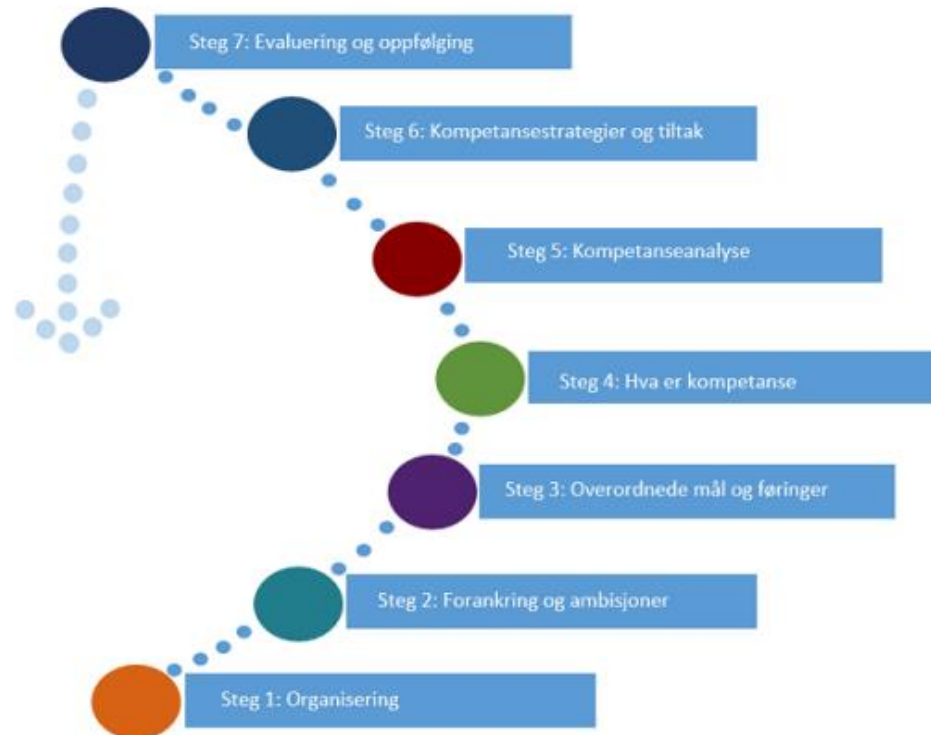 Steg 7: Evaluering og oppfølging
Steg 6: Kompetansestrategier og tiltak
Steg 5: Kompetanseanalyse
Steg 4: Hva er kompetanse
Steg 3: Overordnede mål og føringer
Steg 2: Forankring og ambisjoner
Steg 1: Organisering